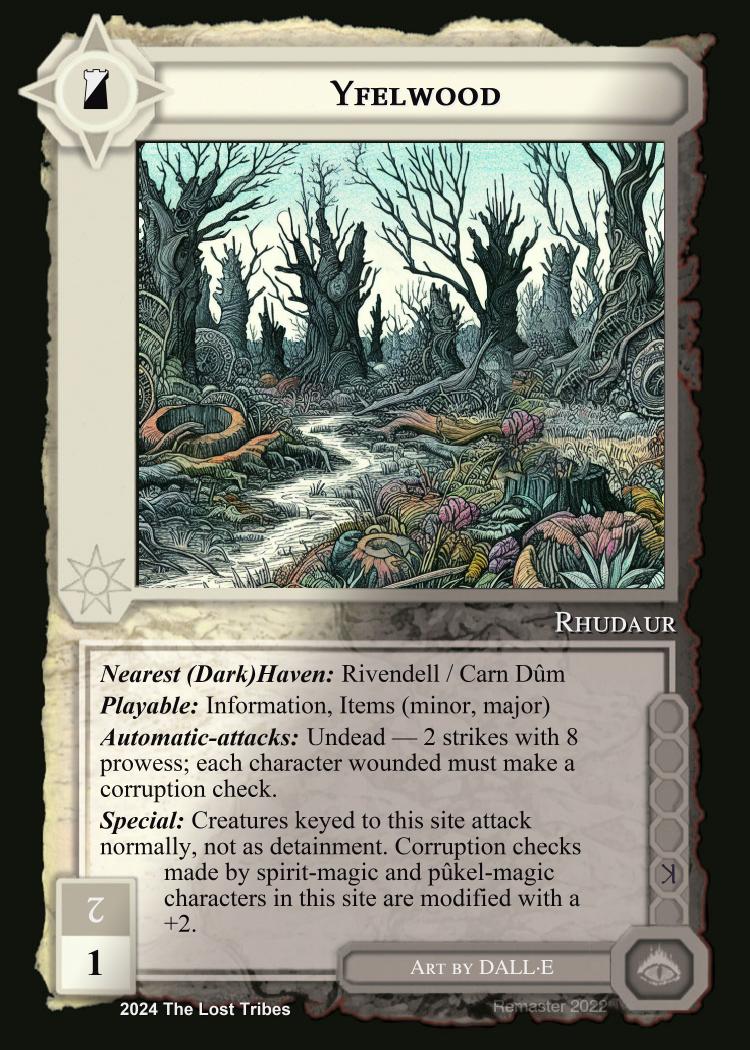 Yfelwood
Rhudaur
Nearest (Dark)Haven: Rivendell / Carn Dûm
Playable: Information, Items (minor, major)
Automatic-attacks: Undead — 2 strikes with 8
prowess; each character wounded must make a
corruption check.
Special: Creatures keyed to this site attack
normally, not as detainment. Corruption checks
made by spirit-magic and pûkel-magic
characters in this site are modified with a
+2.
1
Art by DALL·E
2024 The Lost Tribes
Remaster 2022